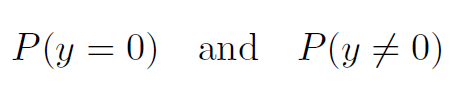 P(y = 0) and P(y ≠ 0)